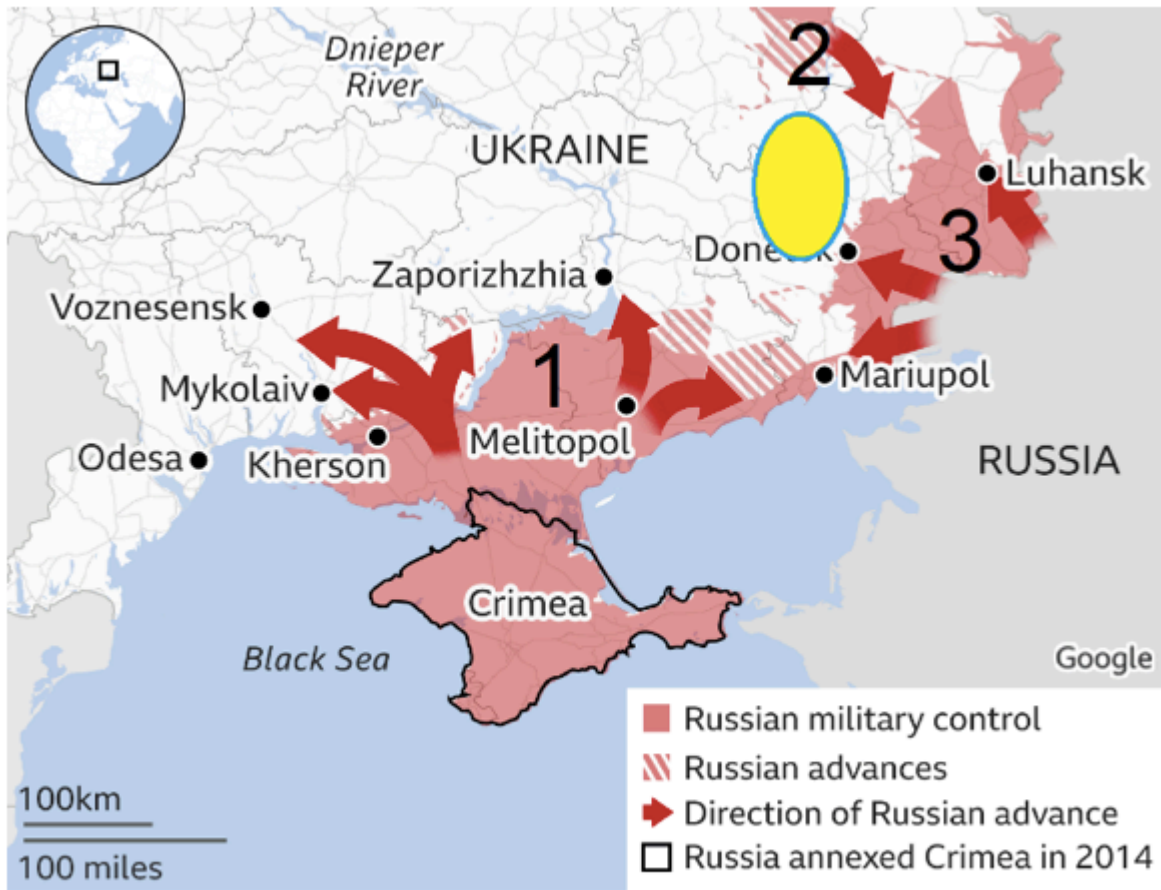 Dnieper
River
2
UKRAINE
Luhansk
3
Zaporizhzhia
Voznesensk
1
Mykolaiv
Mariupol
Melitopol
Odesa
Kherson
RUSSIA
Crimea
Black Sea
Google
Russian military control
Russian advances
Direction of Russian advance
Russia annexed Crimea in 2014
100km
100 miles